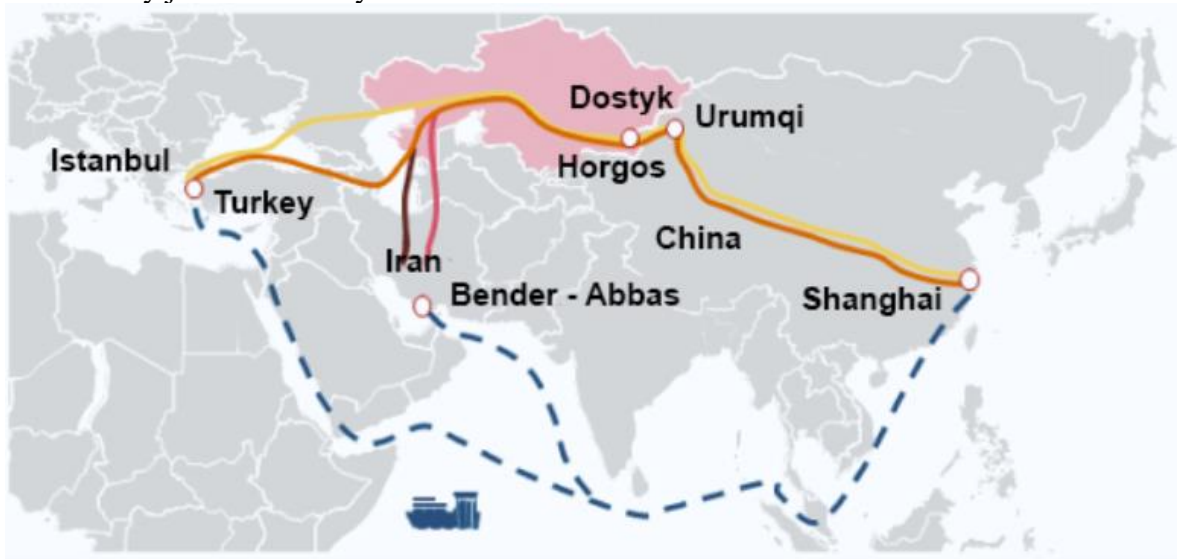 Dostyk
Urumqi
Istanbul
Horgos
Turkey
China
Iran
Bender - Abbas
Shanghai